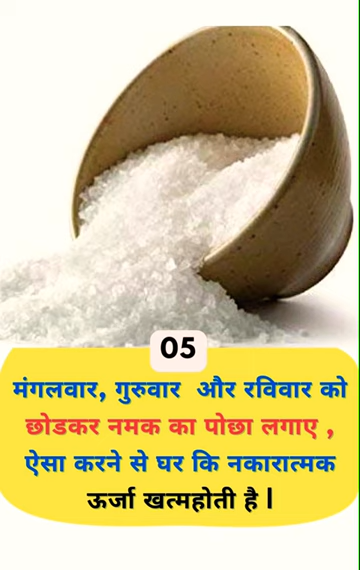 05
मंगलवार, गुरुवार और रविवार को
छोडकर नमक का पोछा लगाए ,
ऐसा करने से घर कि नकारात्मक
ऊर्जा खत्महोती है |